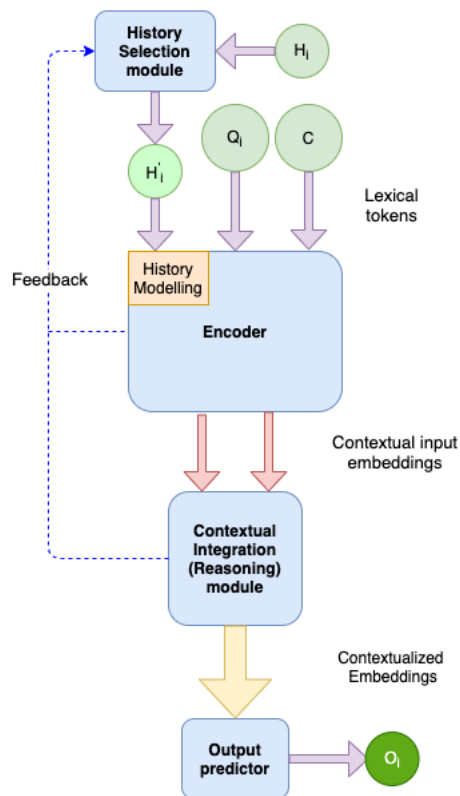 History
Selection
module
Hᵢ
H'ᵢ
Qᵢ
C
Lexical
tokens
Feedback
History
Modelling
Encoder
Contextual input
embeddings
Contextual
Integration
(Reasoning)
module
Contextualized
Embeddings
Output
predictor
Oᵢ